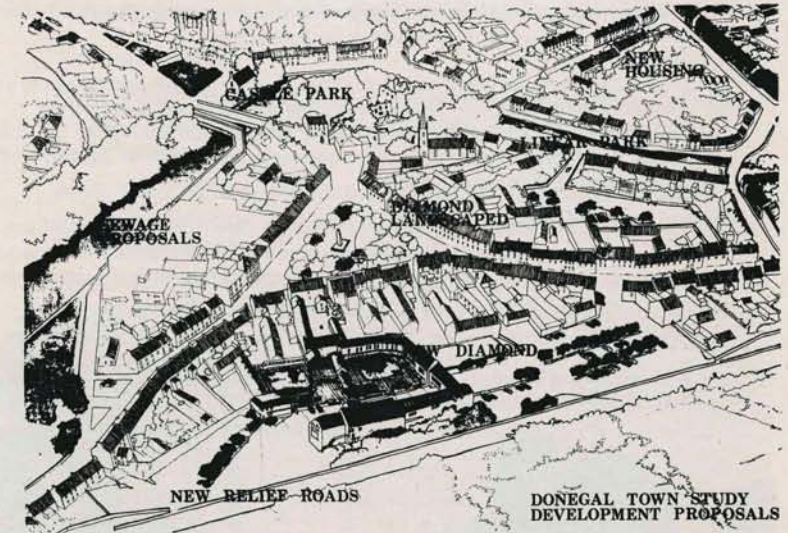 CASTLE PARK
NEW
HOUSING
LINEAR PARK
DIAMOND
LANDSCAPED
SEWAGE
PROPOSALS
NEW DIAMOND
NEW RELIEF ROADS
DONEGAL TOWN STUDY
DEVELOPMENT PROPOSALS